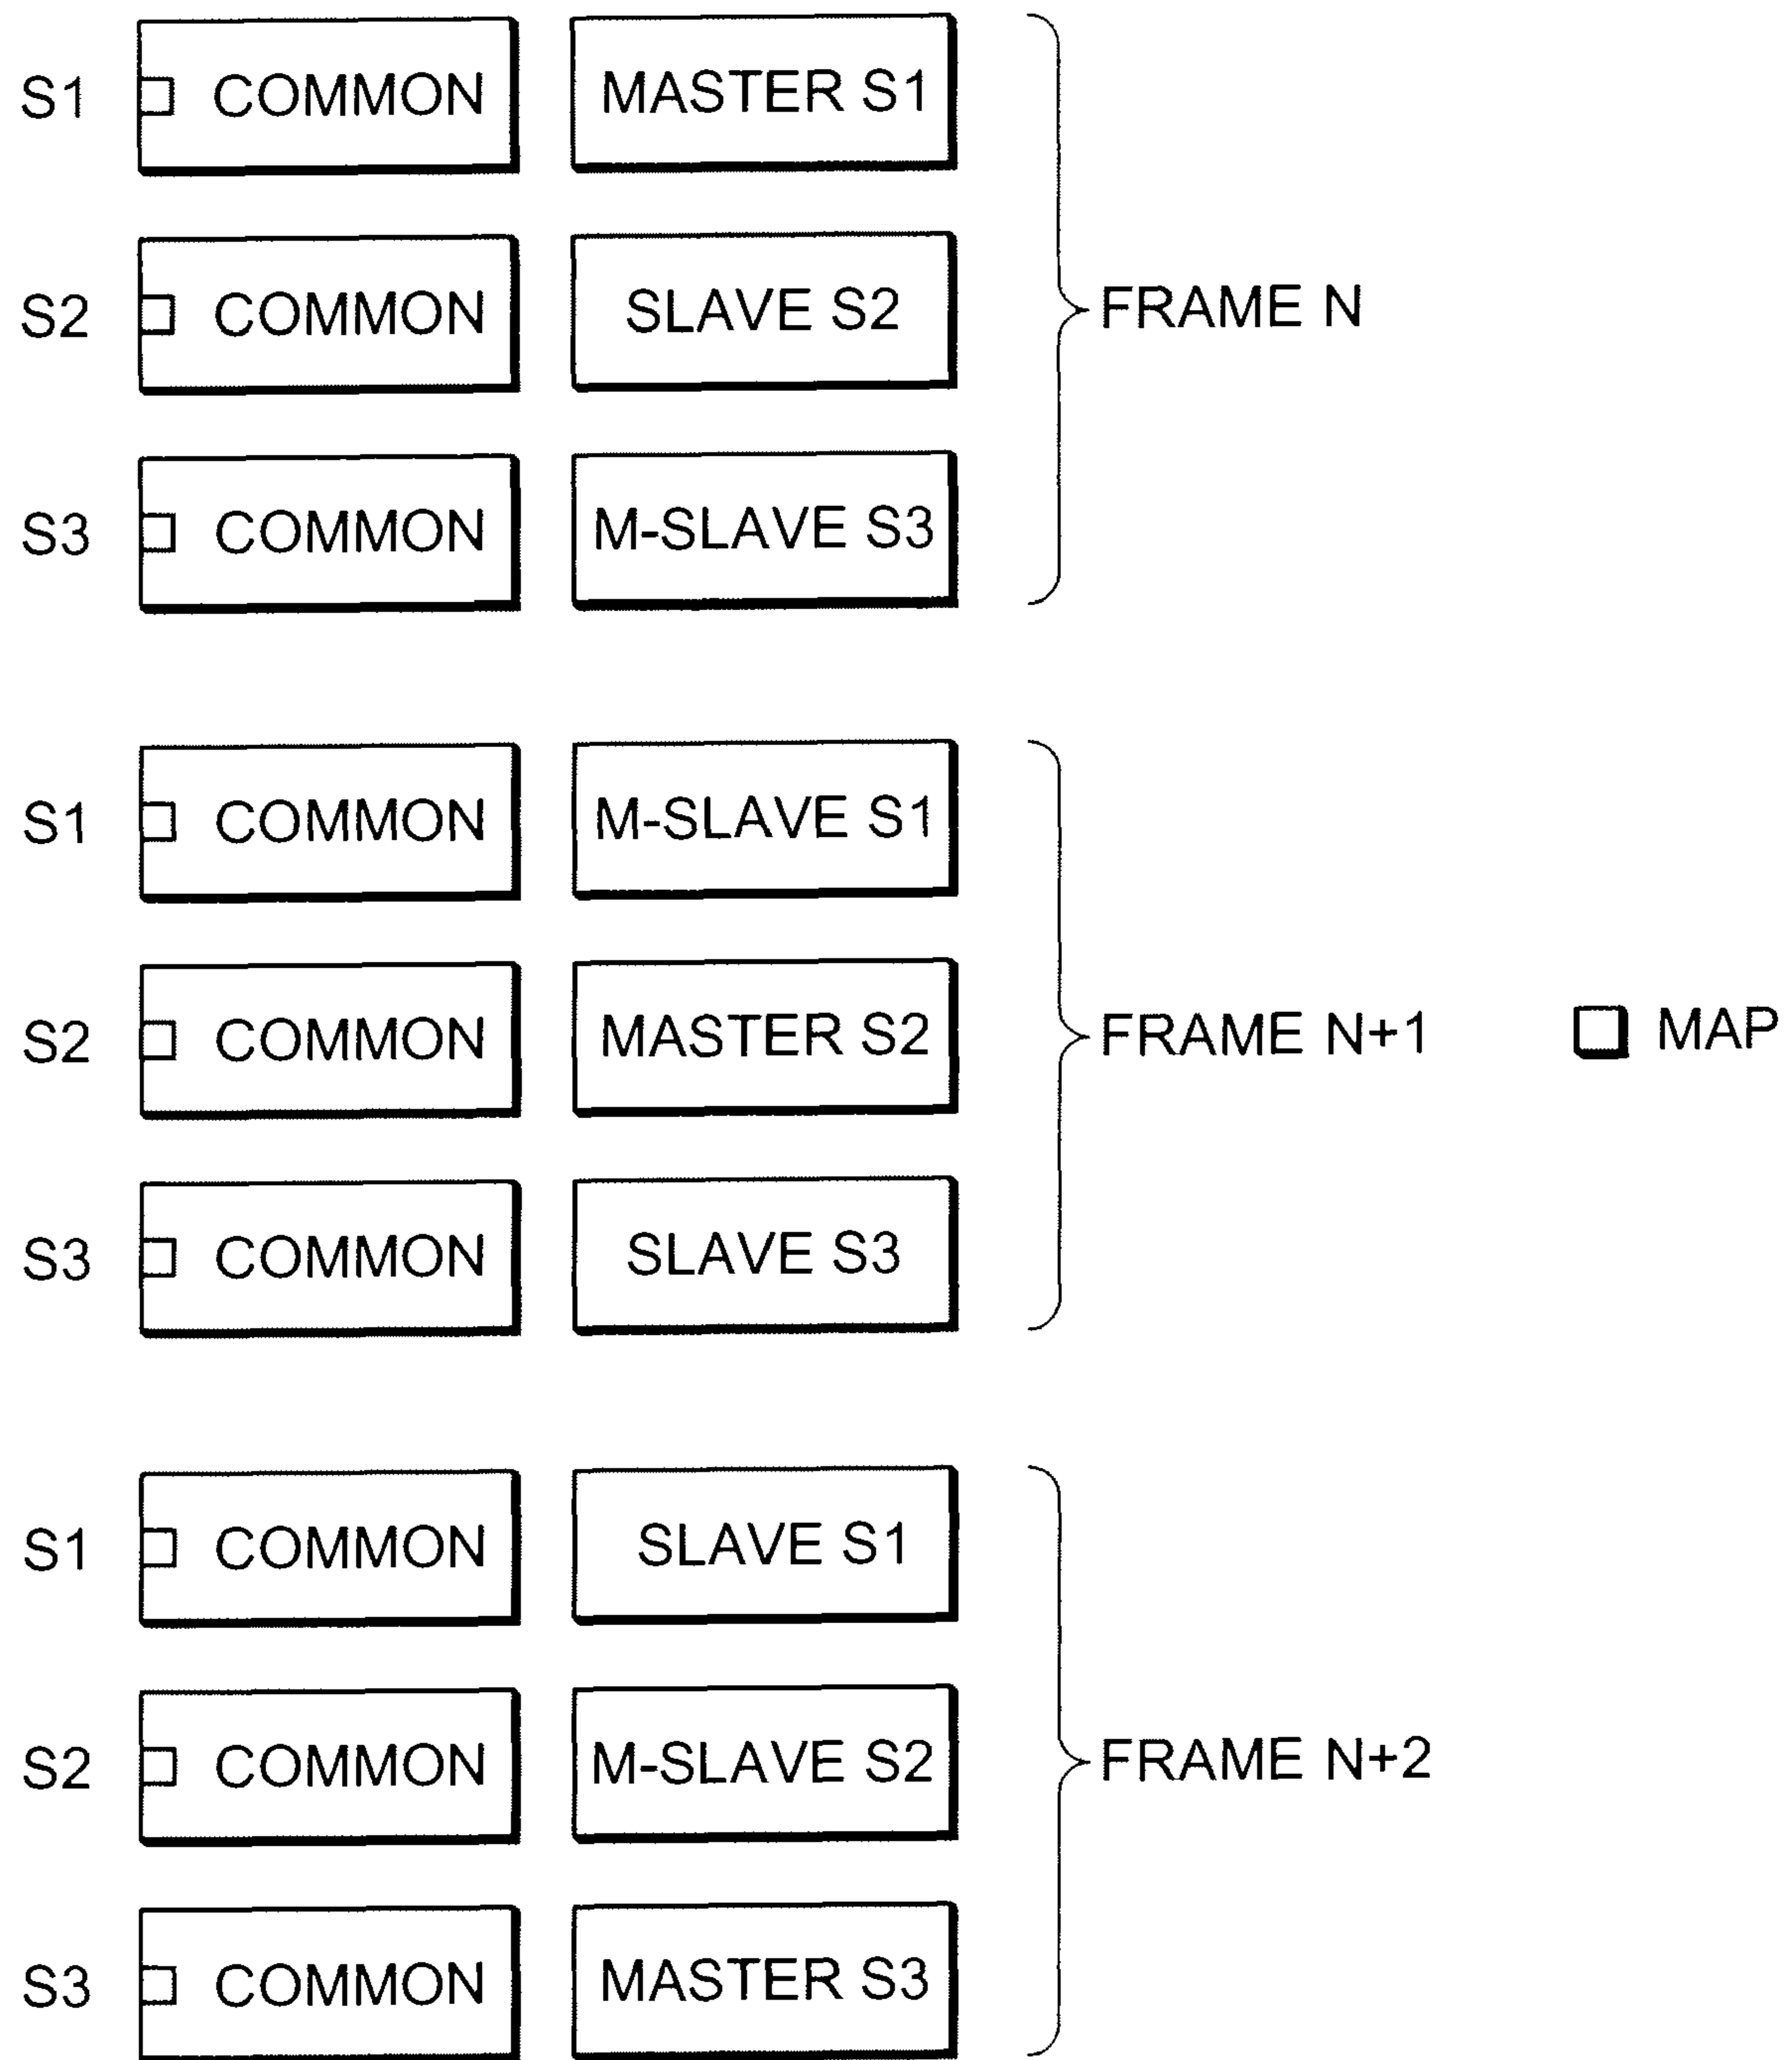 S1 COMMON MASTER S1
S2 COMMON SLAVE S2
S3 COMMON M-SLAVE S3
FRAME N
S1 COMMON M-SLAVE S1
S2 COMMON MASTER S2
S3 COMMON SLAVE S3
FRAME N+1
MAP
S1 COMMON SLAVE S1
S2 COMMON M-SLAVE S2
S3 COMMON MASTER S3
FRAME N+2